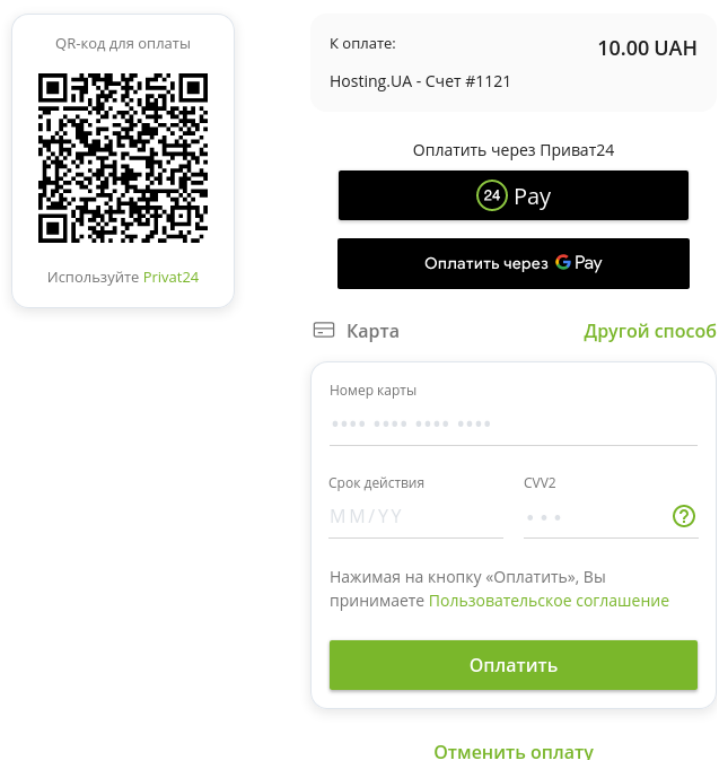 QR-код для оплаты
Используйте Privat24
К оплате:
10.00 UAH
Hosting.UA - Счет #1121
Оплатить через Приват24
24 Pay
Оплатить через G Pay
Карта
Другой способ
Номер карты
Срок действия
CVV2
MM/YY
?
Нажимая на кнопку «Оплатить», Вы
принимаете Пользовательское соглашение
Оплатить
Отменить оплату